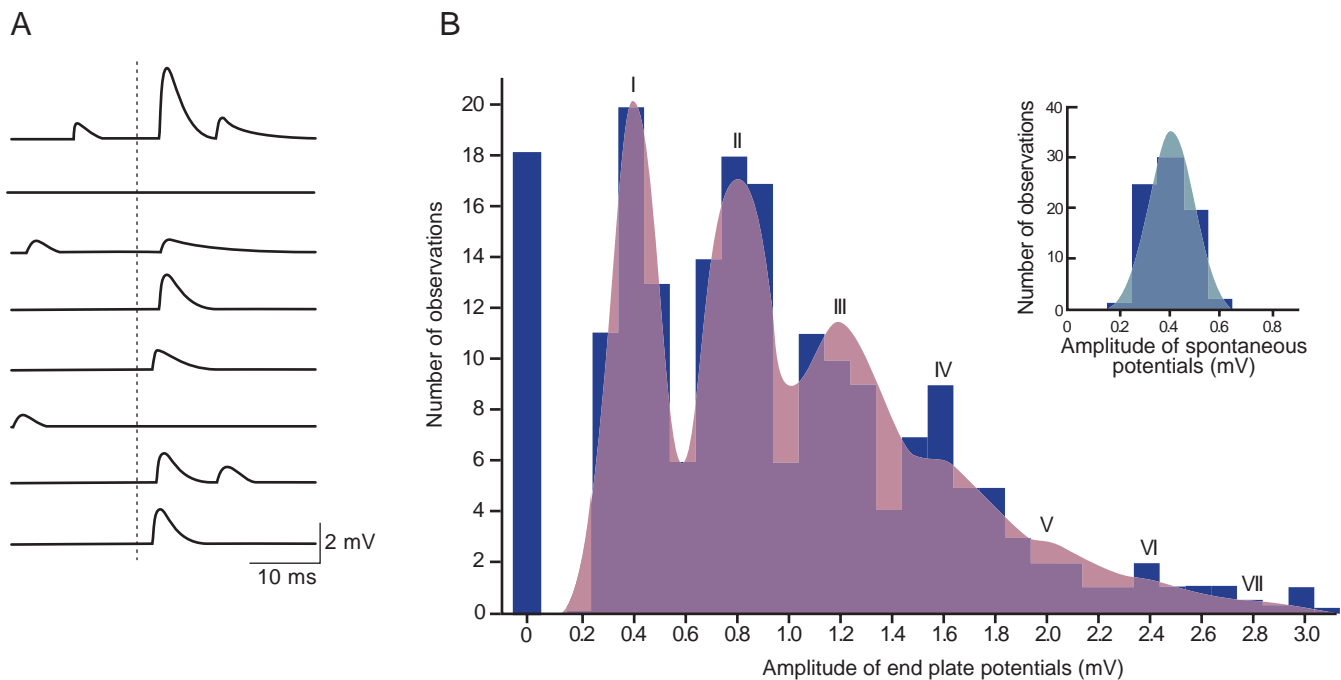 A
2 mV
10 ms
B
Number of observations
20
18
16
14
12
10
8
6
4
2
0
I
II
III
IV
V
VI
VII
0 0.2 0.4 0.6 0.8 1.0 1.2 1.4 1.6 1.8 2.0 2.2 2.4 2.6 2.8 3.0
Amplitude of end plate potentials (mV)
Number of observations
40
30
20
10
0
0 0.2 0.4 0.6 0.8
Amplitude of spontaneous
potentials (mV)